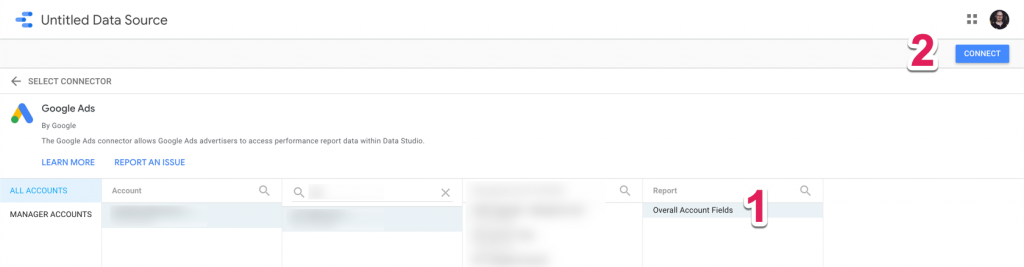 Untitled Data Source
2
CONNECT
SELECT CONNECTOR
Google Ads
By Google
The Google Ads connector allows Google Ads advertisers to access performance report data within Data Studio.
LEARN MORE REPORT AN ISSUE
ALL ACCOUNTS Account Report
Overall Account Fields 1
MANAGER ACCOUNTS